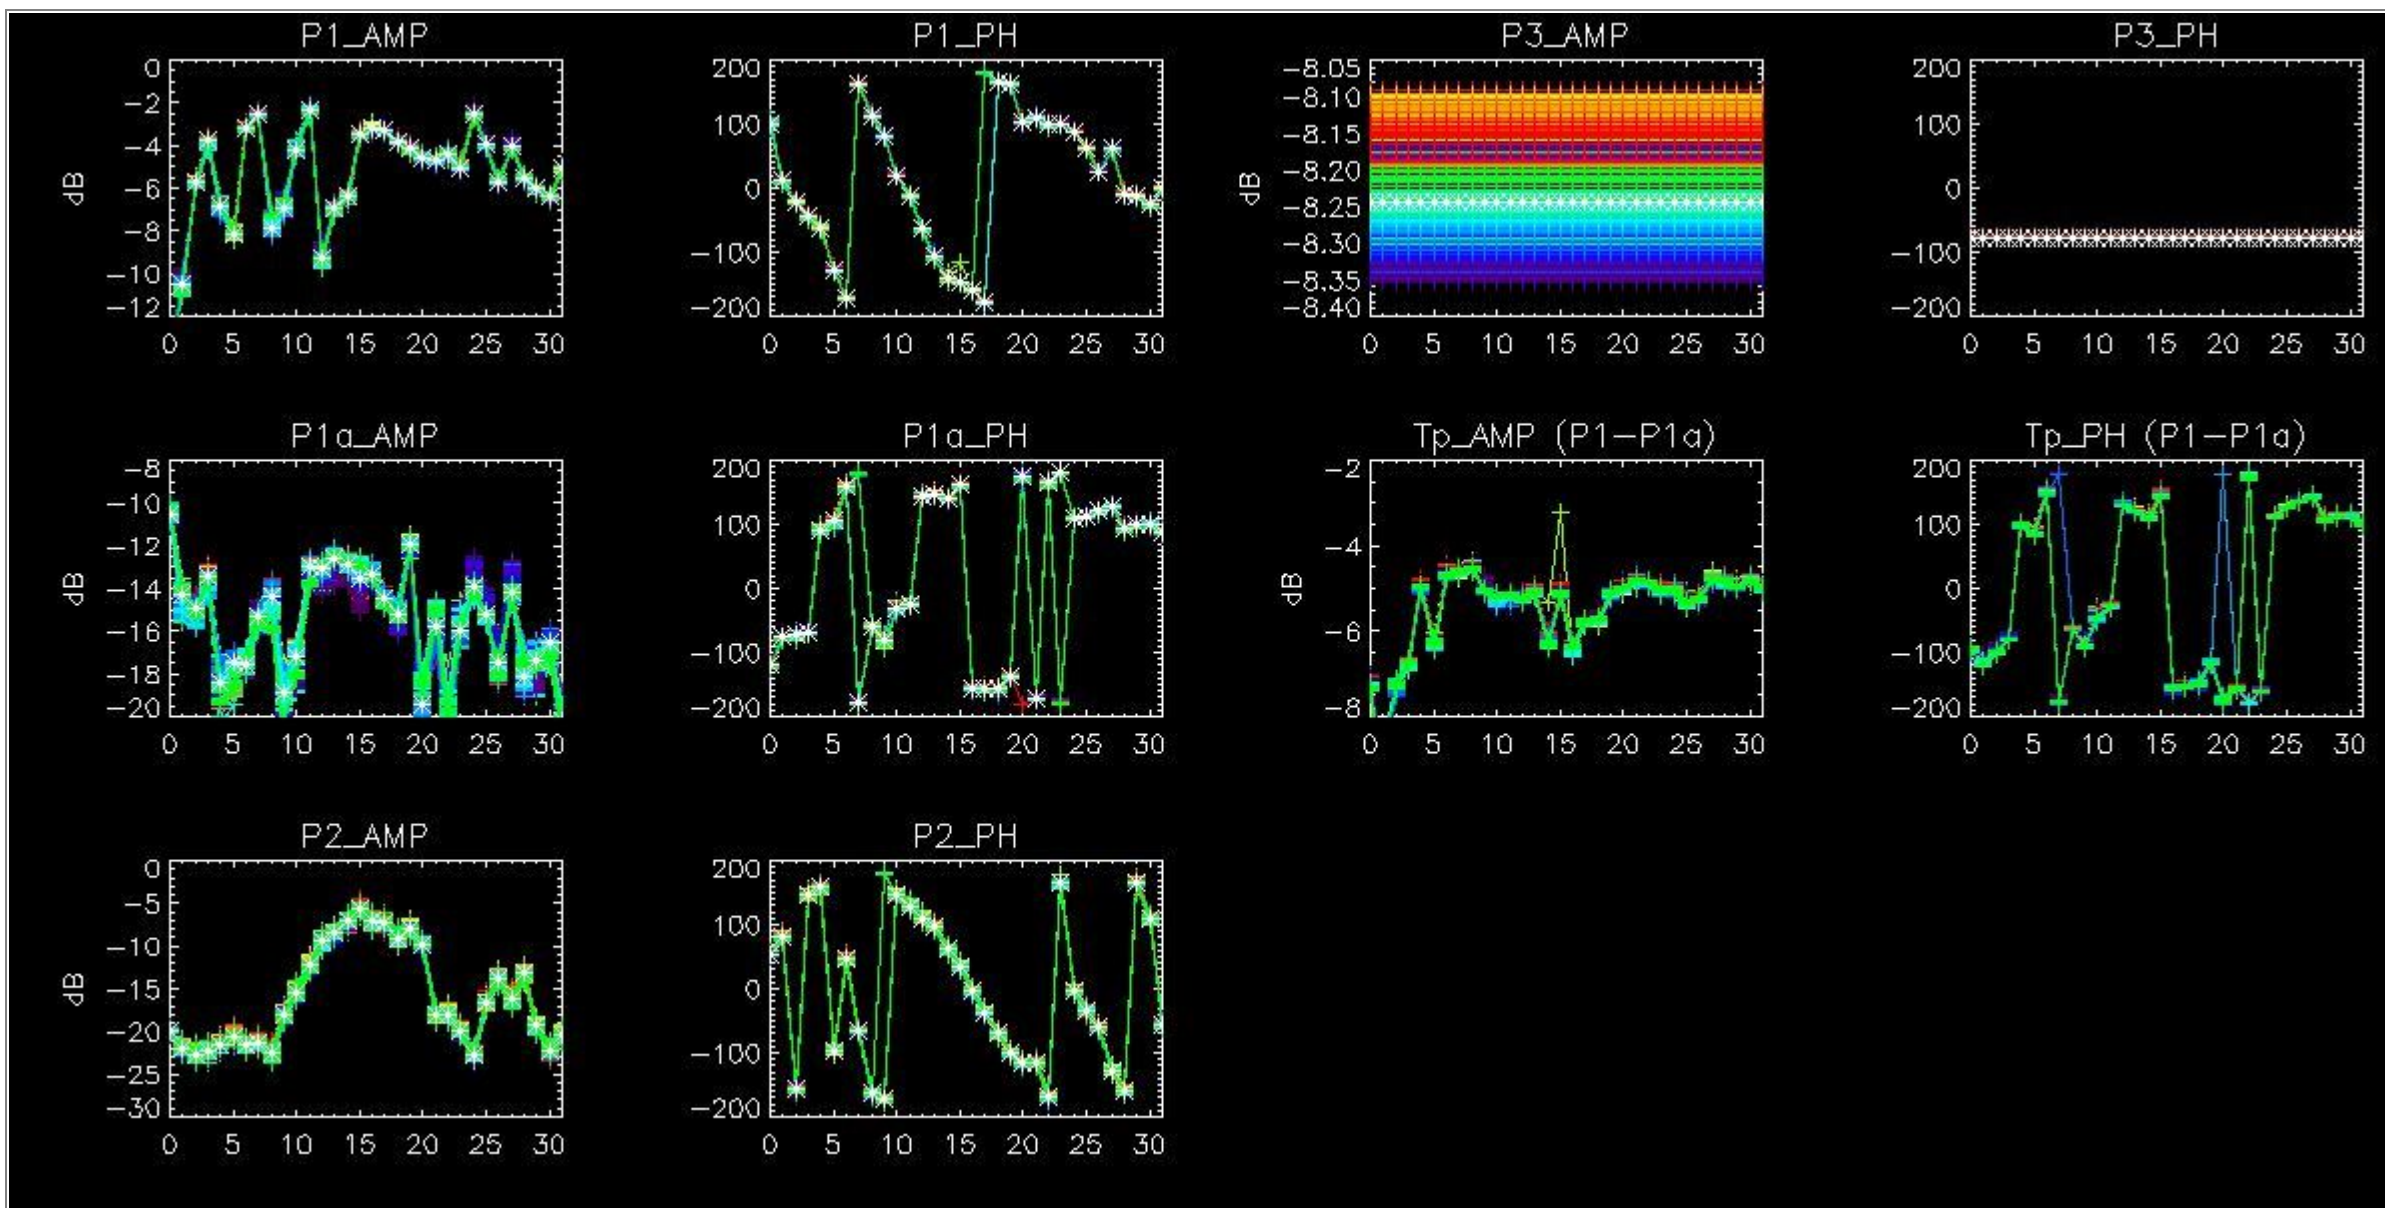 P1_AMP
P1_PH
P3_AMP
P3_PH
0
−2
−4
−6
−8
−10
−12
dB
0 5 10 15 20 25 30
200
100
0
−100
−200
0 5 10 15 20 25 30
−8.05
−8.10
−8.15
−8.20
−8.25
−8.30
−8.35
−8.40
dB
0 5 10 15 20 25 30
200
100
0
−100
−200
0 5 10 15 20 25 30
P1a_AMP
P1a_PH
Tp_AMP (P1−P1a)
Tp_PH (P1−P1a)
−8
−10
−12
−14
−16
−18
−20
dB
0 5 10 15 20 25 30
200
100
0
−100
−200
0 5 10 15 20 25 30
−2
−4
−6
−8
dB
0 5 10 15 20 25 30
200
100
0
−100
−200
0 5 10 15 20 25 30
P2_AMP
P2_PH
0
−5
−10
−15
−20
−25
−30
dB
0 5 10 15 20 25 30
200
100
0
−100
−200
0 5 10 15 20 25 30